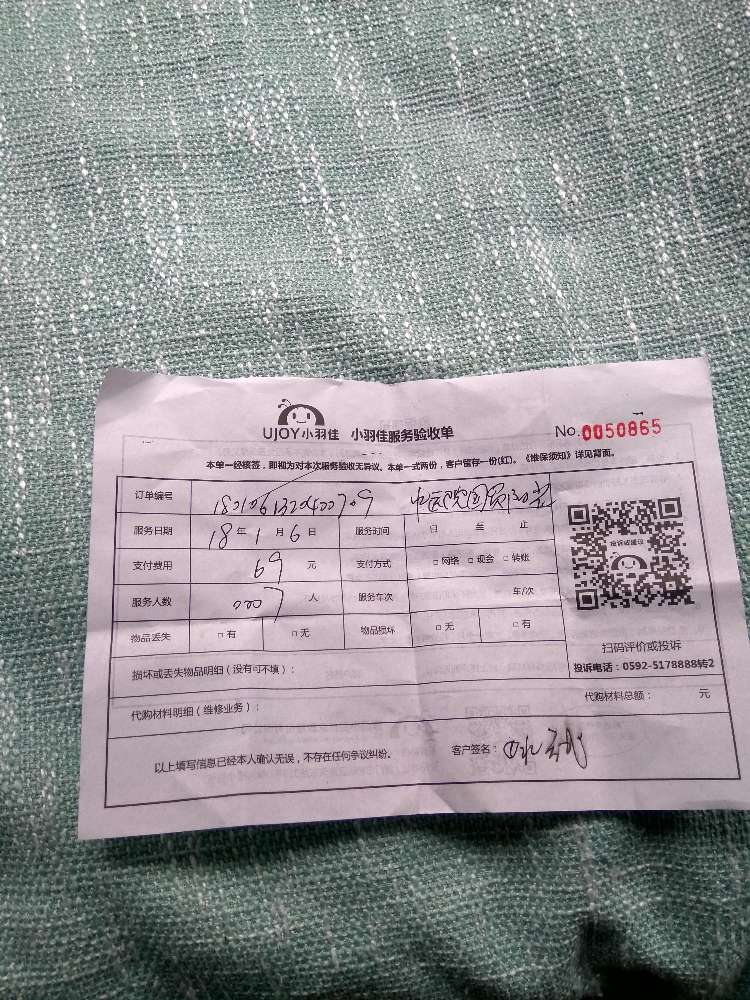 UJOY小羽佳 小羽佳服务验收单 No.0050865
本单一经核签，即视为对本次服务验收无异议。本单一式两份，客户留存一份(红)。《维保须知》详见背面。
订单编号
服务日期 18年1月6日 服务时间 日 至 止
支付费用 69 元 支付方式 □网络 □现金 □转账
服务人数 人 服务车次 车/次
物品丢失 □有 □无 物品损坏 □无 □有
投诉或建议
扫码评价或投诉
投诉电话：0592-5178888转2
损坏或丢失物品明细（没有可不填）：
代购材料明细（维修业务）： 代购材料总额： 元
以上填写信息已经本人确认无误，不存在任何争议纠纷。 客户签名：